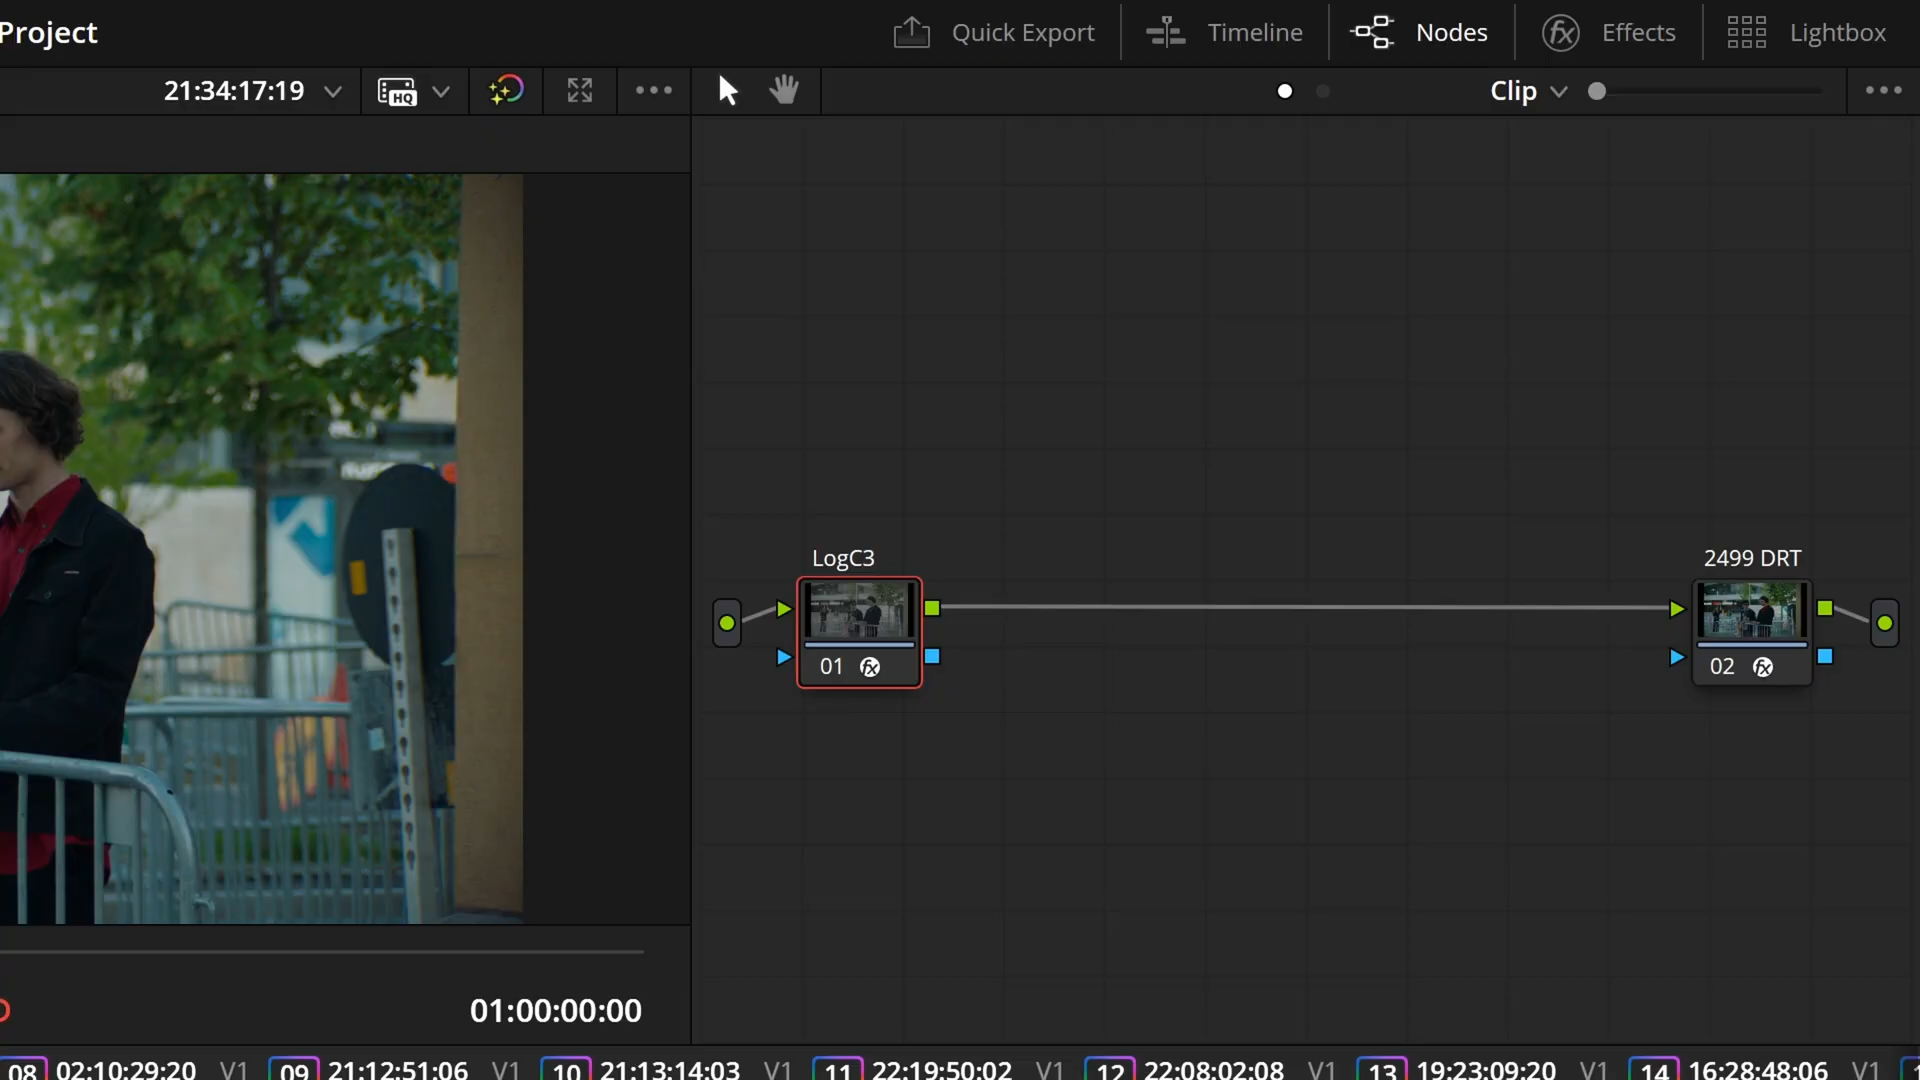 Project
Quick Export
Timeline
Nodes
Effects
Lightbox
21:34:17:19
HQ
Clip
LogC3
01 fx
2499 DRT
02 fx
01:00:00:00
08 02:10:29:20 V1
09 21:12:51:06 V1
10 21:13:14:03 V1
11 22:19:50:02 V1
12 22:08:02:08 V1
13 19:23:09:20 V1
14 16:28:48:06 V1